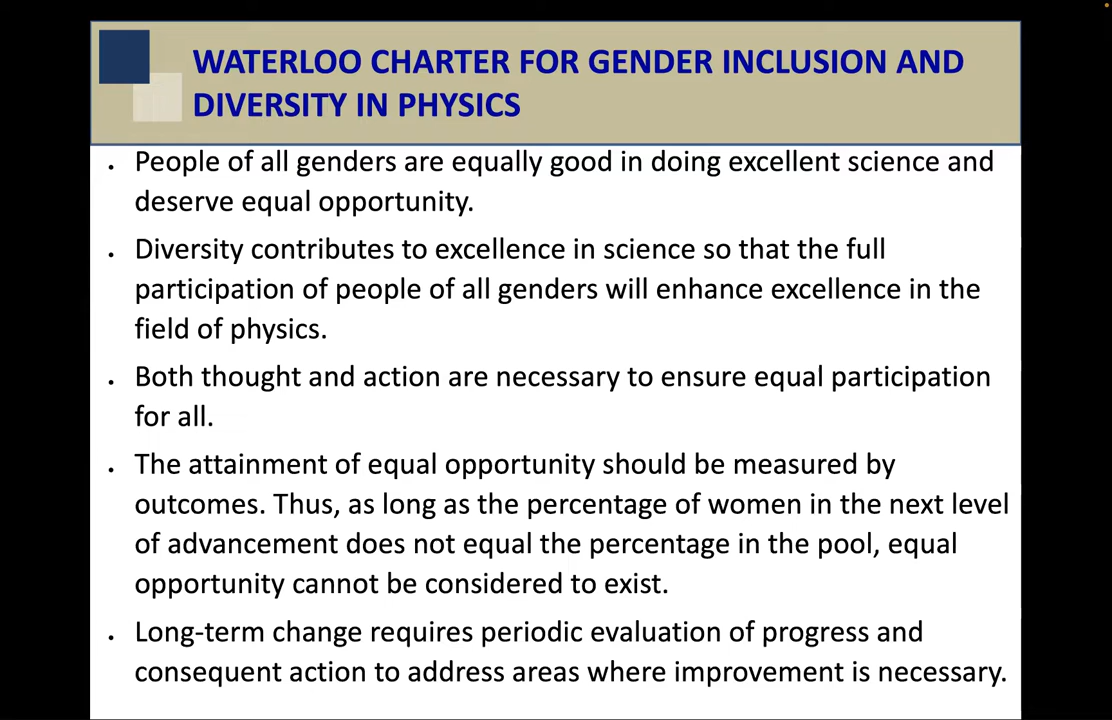 WATERLOO CHARTER FOR GENDER INCLUSION AND
DIVERSITY IN PHYSICS
• People of all genders are equally good in doing excellent science and
deserve equal opportunity.
• Diversity contributes to excellence in science so that the full
participation of people of all genders will enhance excellence in the
field of physics.
• Both thought and action are necessary to ensure equal participation
for all.
• The attainment of equal opportunity should be measured by
outcomes. Thus, as long as the percentage of women in the next level
of advancement does not equal the percentage in the pool, equal
opportunity cannot be considered to exist.
• Long-term change requires periodic evaluation of progress and
consequent action to address areas where improvement is necessary.